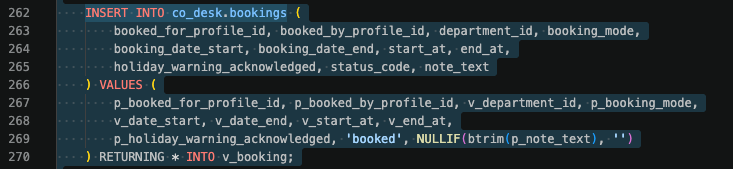 262 INSERT INTO co_desk.bookings (
263 booked_for_profile_id, booked_by_profile_id, department_id, booking_mode,
264 booking_date_start, booking_date_end, start_at, end_at,
265 holiday_warning_acknowledged, status_code, note_text
266 ) VALUES (
267 p_booked_for_profile_id, p_booked_by_profile_id, v_department_id, p_booking_mode,
268 v_date_start, v_date_end, v_start_at, v_end_at,
269 p_holiday_warning_acknowledged, 'booked', NULLIF(btrim(p_note_text), '')
270 ) RETURNING * INTO v_booking;